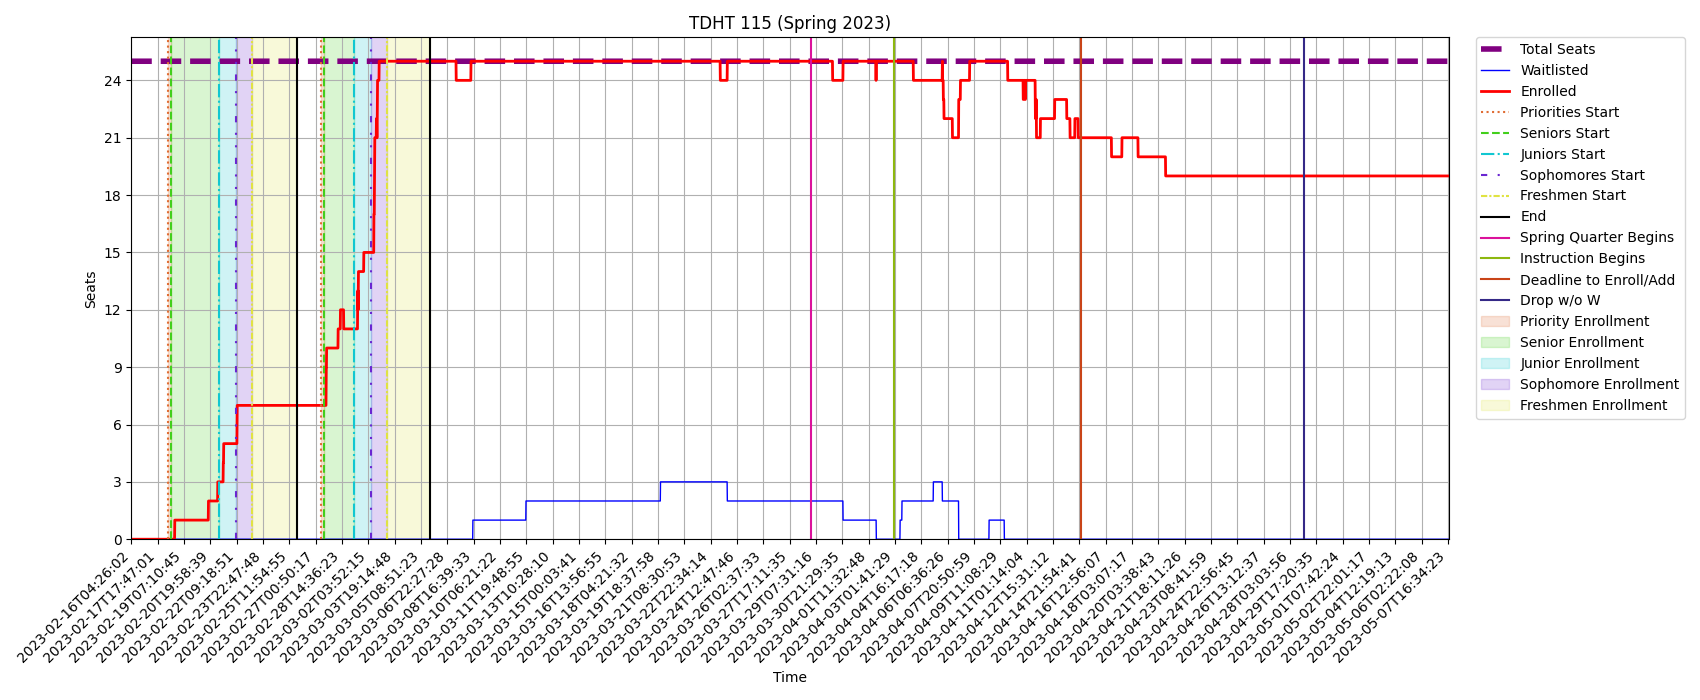 TDHT 115 (Spring 2023)
Seats
24
21
18
15
12
9
6
3
0
2023-02-16T04:26:02
2023-02-17T17:47:01
2023-02-19T07:10:45
2023-02-20T19:58:39
2023-02-22T09:18:51
2023-02-23T22:47:48
2023-02-25T11:54:55
2023-02-27T00:50:17
2023-02-28T14:36:23
2023-03-02T03:52:15
2023-03-03T19:14:48
2023-03-05T08:51:23
2023-03-06T22:27:28
2023-03-08T16:39:33
2023-03-10T06:21:22
2023-03-11T19:48:55
2023-03-13T10:28:10
2023-03-15T00:03:41
2023-03-16T13:56:55
2023-03-18T04:21:32
2023-03-19T18:37:58
2023-03-21T08:30:53
2023-03-22T22:34:14
2023-03-24T12:47:46
2023-03-26T02:37:33
2023-03-27T17:11:35
2023-03-29T07:31:16
2023-03-30T21:29:35
2023-04-01T11:32:48
2023-04-03T01:41:29
2023-04-04T16:17:18
2023-04-06T06:36:26
2023-04-07T20:50:59
2023-04-09T11:08:29
2023-04-11T01:14:04
2023-04-12T15:31:12
2023-04-14T21:54:41
2023-04-16T12:56:07
2023-04-18T03:07:17
2023-04-20T03:38:43
2023-04-21T18:11:26
2023-04-23T08:41:59
2023-04-24T22:56:45
2023-04-26T13:12:37
2023-04-28T03:03:56
2023-04-29T17:20:35
2023-05-01T07:42:24
2023-05-02T22:01:17
2023-05-04T12:19:13
2023-05-06T02:22:08
2023-05-07T16:34:23
Time
Total Seats
Waitlisted
Enrolled
Priorities Start
Seniors Start
Juniors Start
Sophomores Start
Freshmen Start
End
Spring Quarter Begins
Instruction Begins
Deadline to Enroll/Add
Drop w/o W
Priority Enrollment
Senior Enrollment
Junior Enrollment
Sophomore Enrollment
Freshmen Enrollment